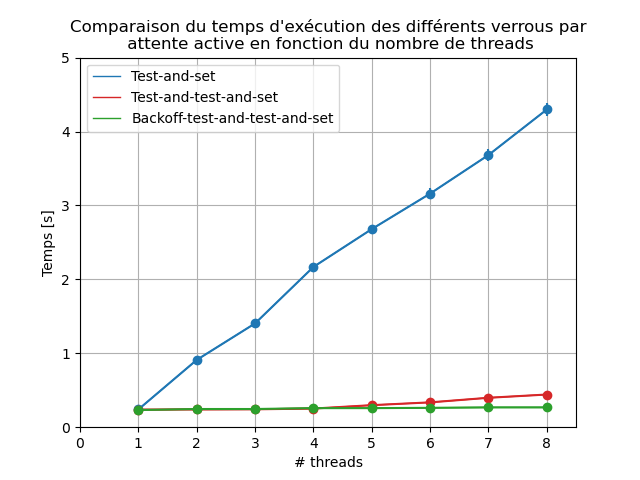 Comparaison du temps d'exécution des différents verrous par
attente active en fonction du nombre de threads
Test-and-set
Test-and-test-and-set
Backoff-test-and-test-and-set
Temps [s]
5
4
3
2
1
0
0 1 2 3 4 5 6 7 8
# threads